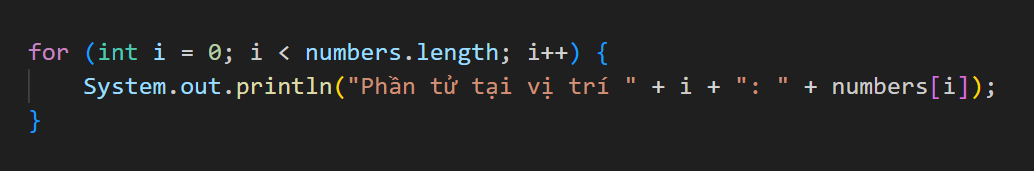 for (int i = 0; i < numbers.length; i++) {
    System.out.println("Phần tử tại vị trí " + i + ": " + numbers[i]);
}